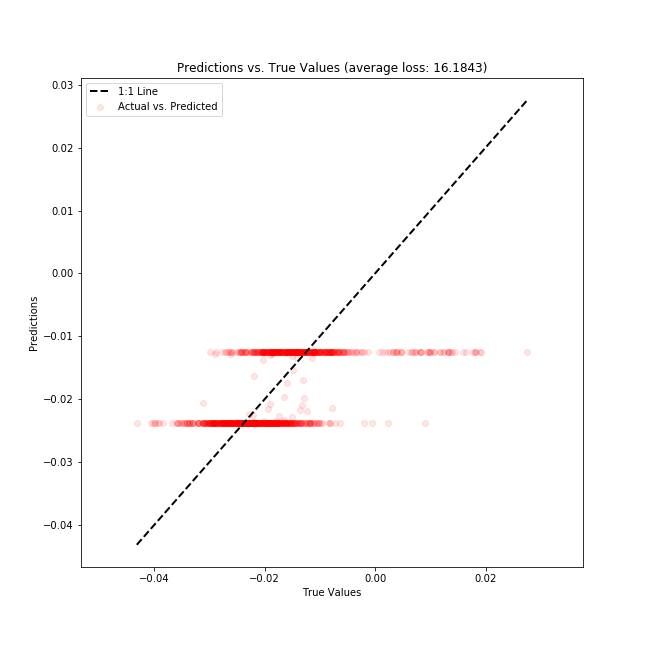 Predictions vs. True Values (average loss: 16.1843)
1:1 Line
Actual vs. Predicted
0.03
0.02
0.01
0.00
−0.01
−0.02
−0.03
−0.04
Predictions
−0.04
−0.02
0.00
0.02
True Values